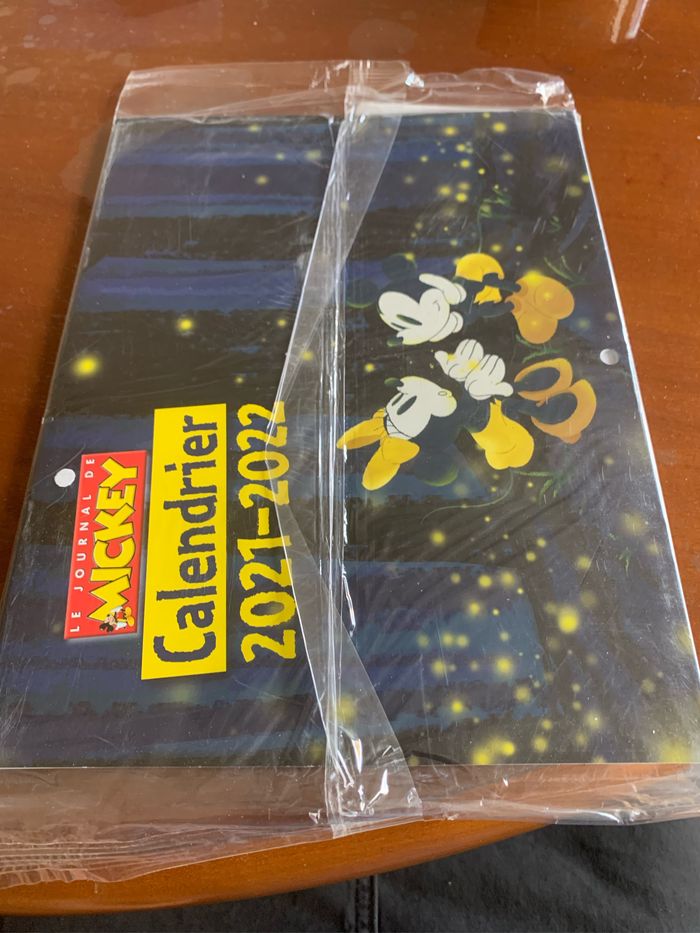 LE JOURNAL DE
MICKEY
Calendrier
2021-2022